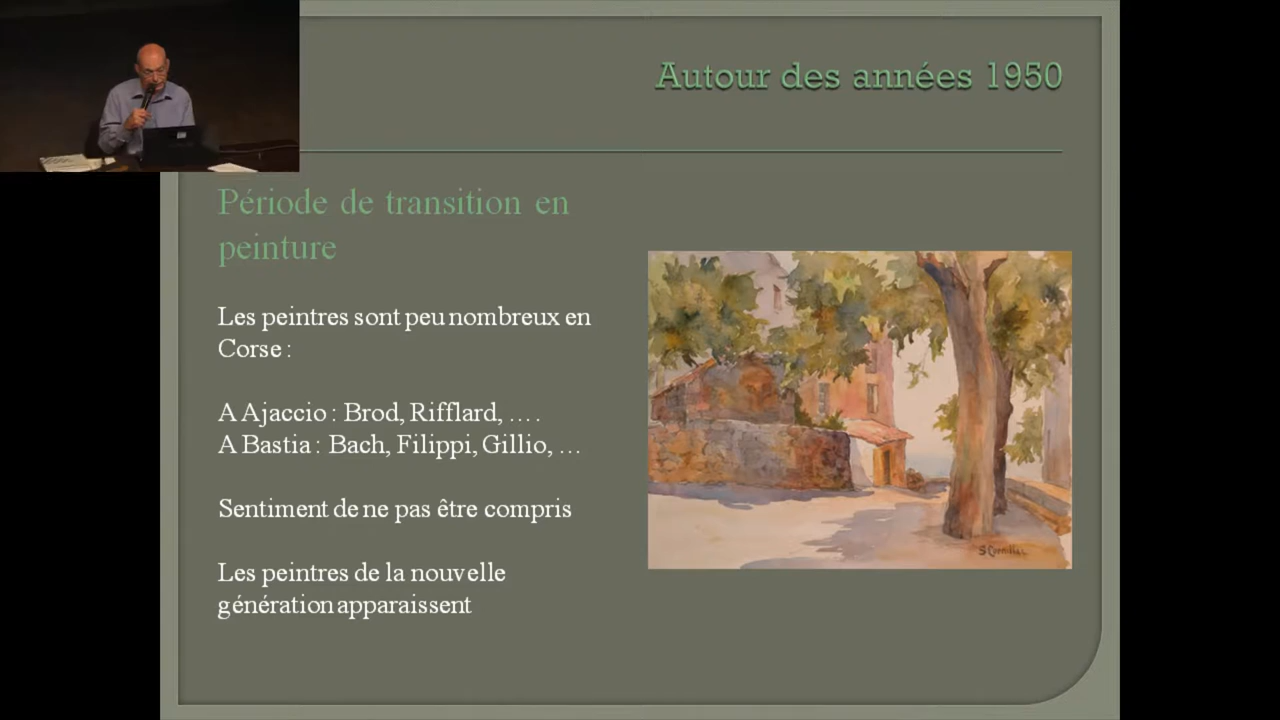 Autour des années 1950
Période de transition en
peinture
Les peintres sont peu nombreux en
Corse :
A Ajaccio : Brod, Rifflard, ... .
A Bastia : Bach, Filippi, Gillio, ...
Sentiment de ne pas être compris
Les peintres de la nouvelle
génération apparaissent